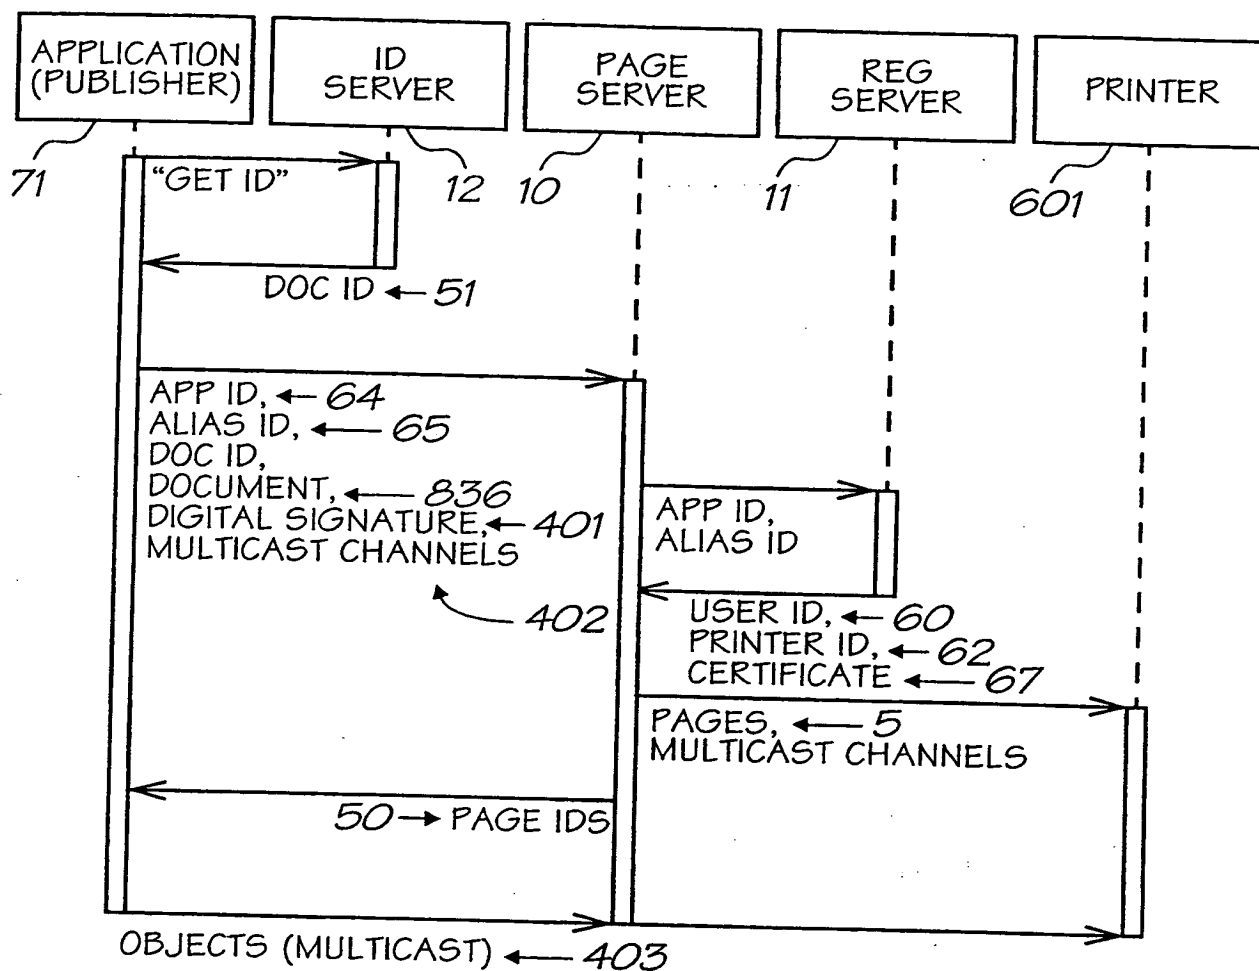 APPLICATION
(PUBLISHER)
ID
SERVER
PAGE
SERVER
REG
SERVER
PRINTER
71
12
10
11
601
"GET ID"
DOC ID 51
APP ID, 64
ALIAS ID, 65
DOC ID,
DOCUMENT, 836
DIGITAL SIGNATURE, 401
MULTICAST CHANNELS
402
APP ID,
ALIAS ID
USER ID, 60
PRINTER ID, 62
CERTIFICATE 67
PAGES, 5
MULTICAST CHANNELS
50 PAGE IDS
OBJECTS (MULTICAST) 403